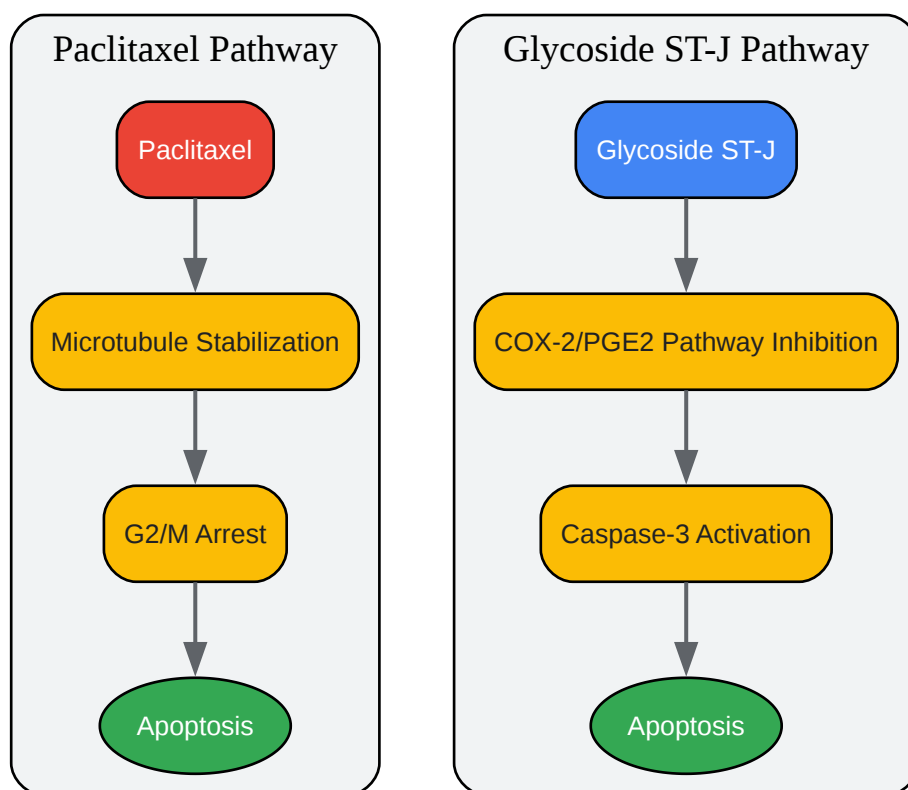 Paclitaxel Pathway
Paclitaxel
Microtubule Stabilization
G2/M Arrest
Apoptosis
Glycoside ST-J Pathway
Glycoside ST-J
COX-2/PGE2 Pathway Inhibition
Caspase-3 Activation
Apoptosis